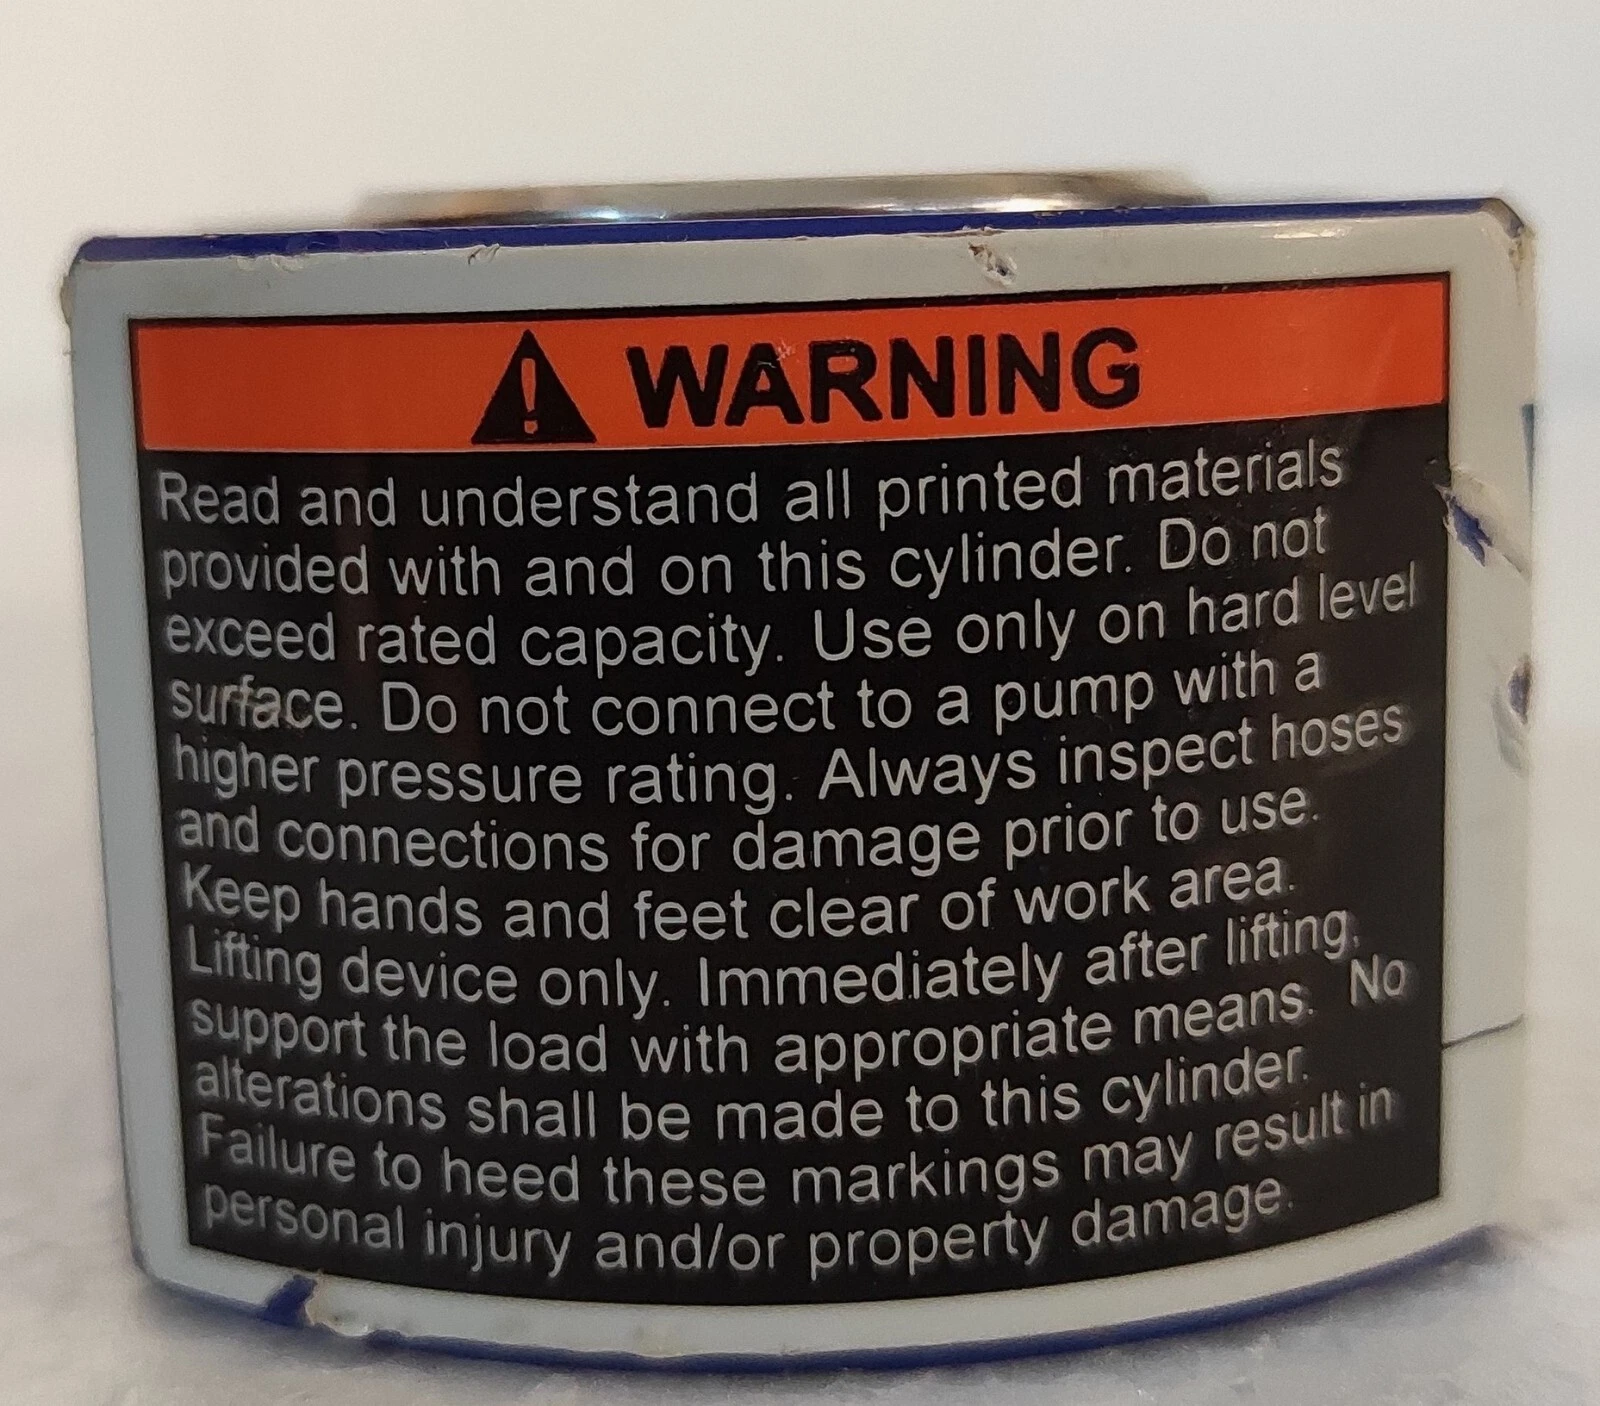 WARNING
Read and understand all printed materials
provided with and on this cylinder. Do not
exceed rated capacity. Use only on hard level
surface. Do not connect to a pump with a
higher pressure rating. Always inspect hoses
and connections for damage prior to use.
Keep hands and feet clear of work area.
Lifting device only. Immediately after lifting,
support the load with appropriate means. No
alterations shall be made to this cylinder.
Failure to heed these markings may result in
personal injury and/or property damage.